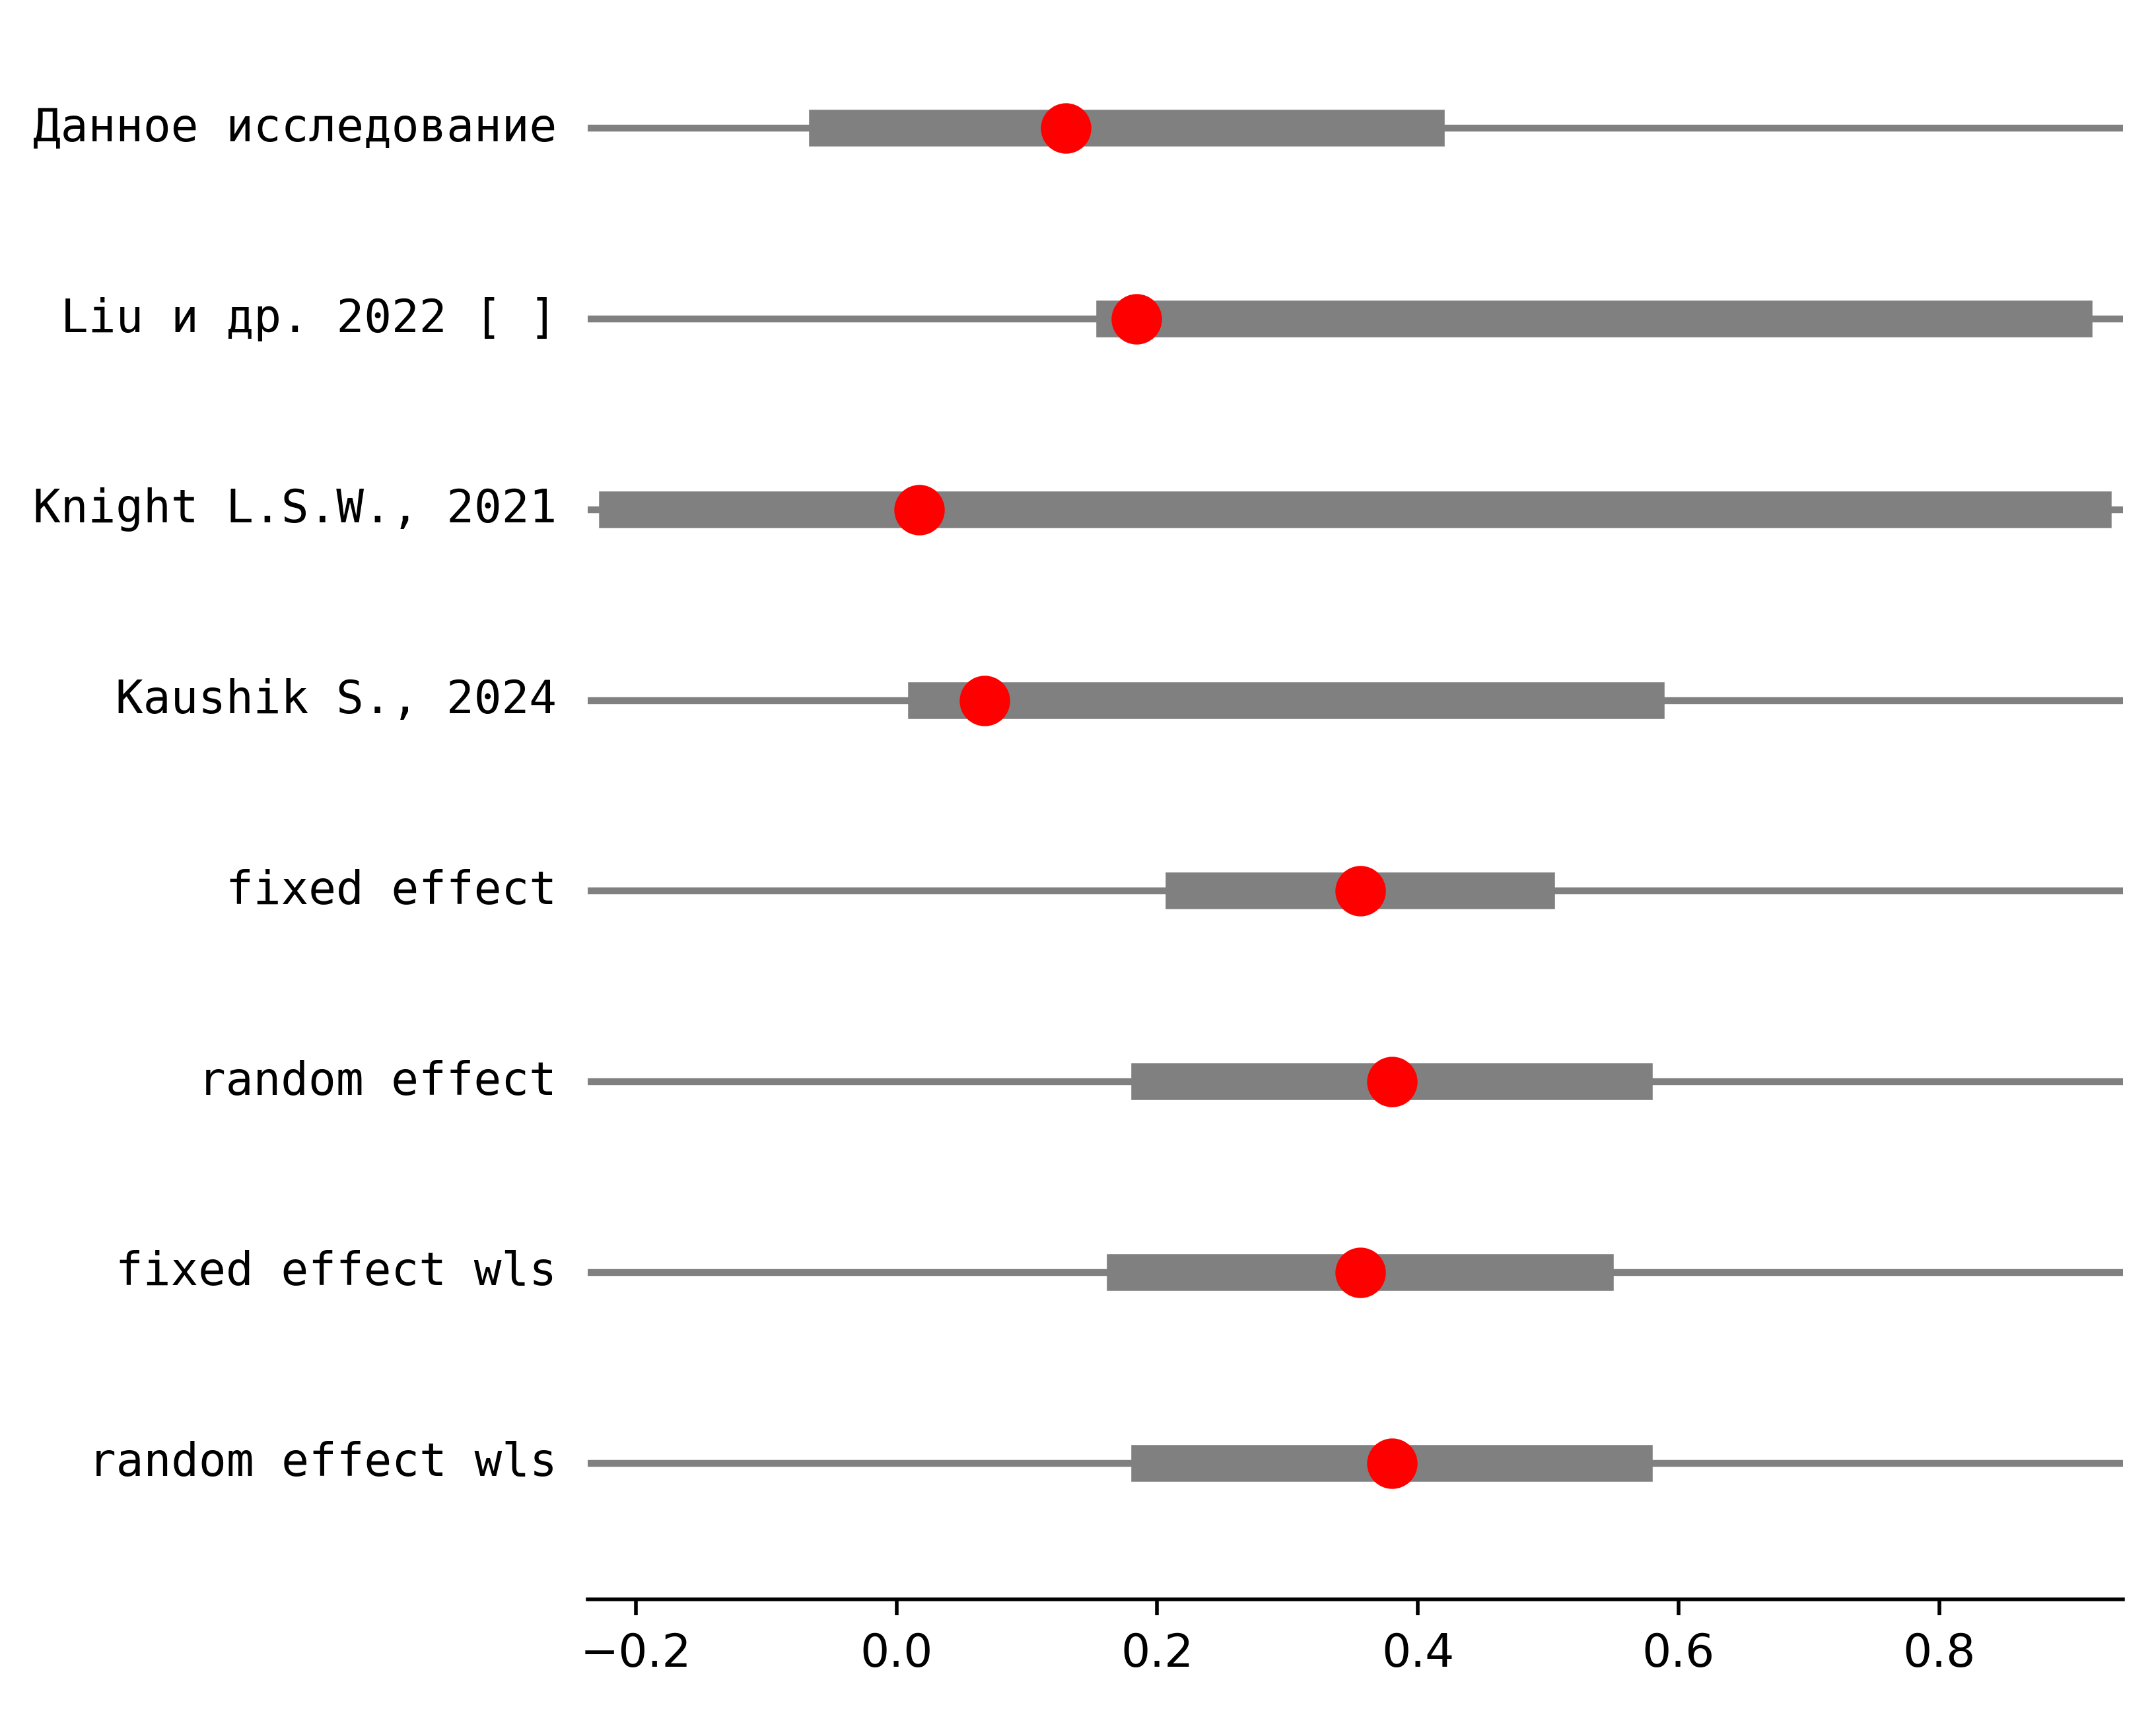 Данное исследование
Liu и др. 2022 [ ]
Knight L.S.W., 2021
Kaushik S., 2024
fixed effect
random effect
fixed effect wls
random effect wls
−0.2 0.0 0.2 0.4 0.6 0.8